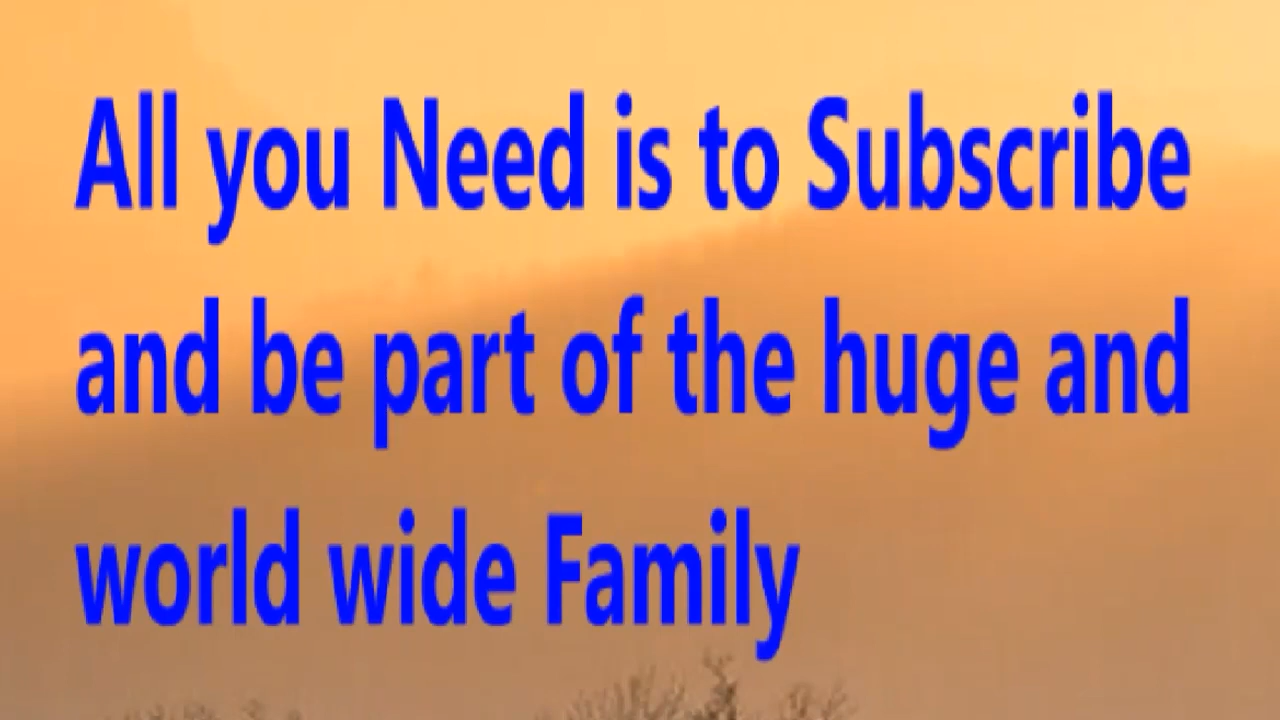 All you Need is to Subscribe
and be part of the huge and
world wide Family